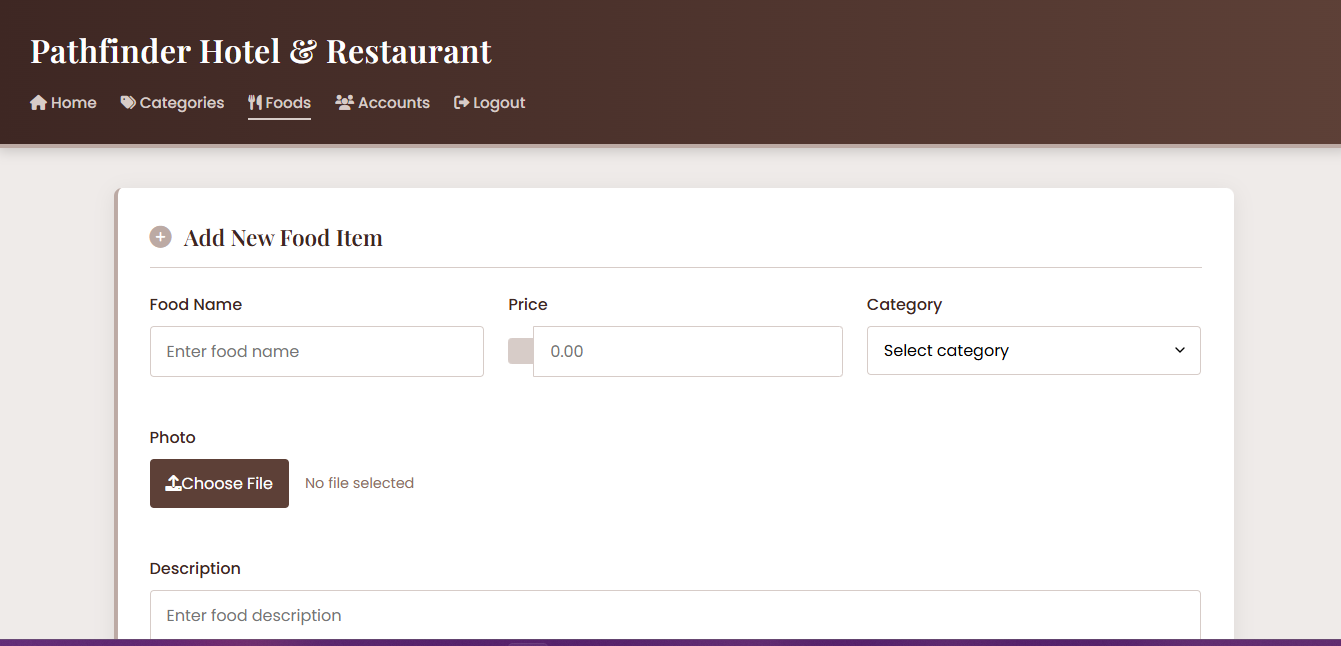 Pathfinder Hotel & Restaurant
Home Categories Foods Accounts Logout
Add New Food Item
Food Name Price Category
Enter food name 0.00 Select category
Photo
Choose File No file selected
Description
Enter food description